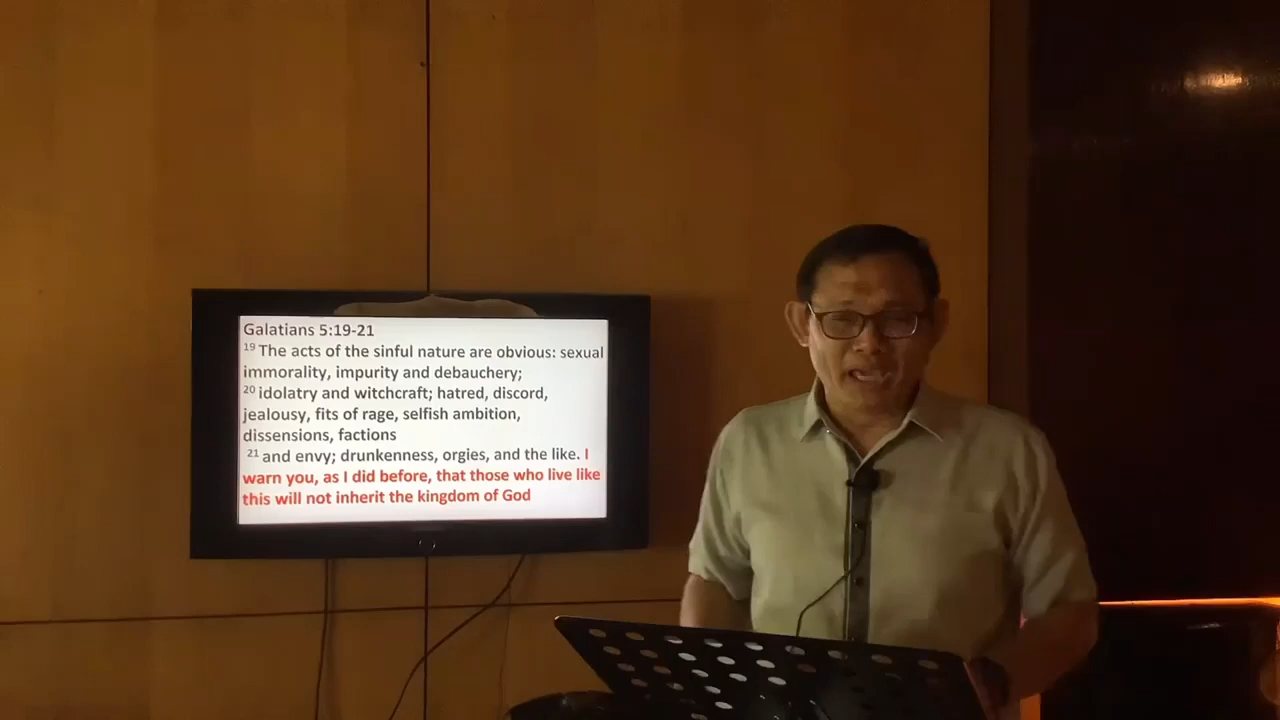 Galatians 5:19-21
19 The acts of the sinful nature are obvious: sexual
immorality, impurity and debauchery;
20 idolatry and witchcraft; hatred, discord,
jealousy, fits of rage, selfish ambition,
dissensions, factions
21 and envy; drunkenness, orgies, and the like. I
warn you, as I did before, that those who live like
this will not inherit the kingdom of God